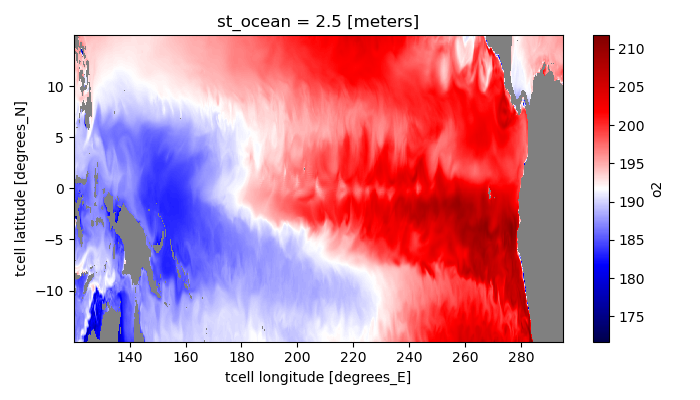 st_ocean = 2.5 [meters]
10
5
0
−5
−10
tcell latitude [degrees_N]
140 160 180 200 220 240 260 280
tcell longitude [degrees_E]
210
205
200
195
190
185
180
175
o2